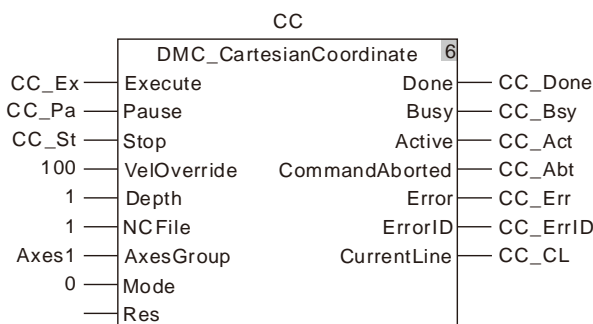 CC
DMC_CartesianCoordinate 6
CC_Ex Execute Done CC_Done
CC_Pa Pause Busy CC_Bsy
CC_St Stop Active CC_Act
100 VelOverride CommandAborted CC_Abt
1 Depth Error CC_Err
1 NCFile ErrorID CC_ErrID
Axes1 AxesGroup CurrentLine CC_CL
0 Mode
Res